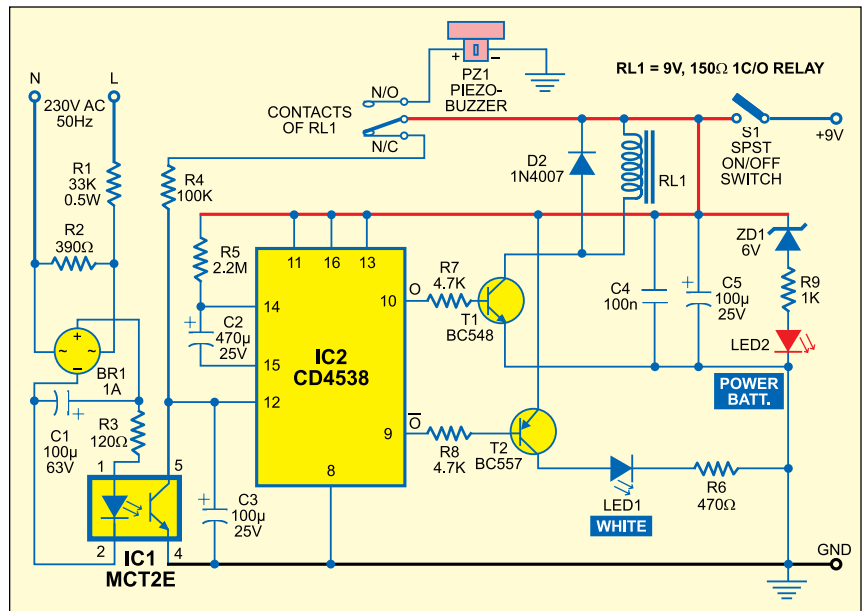 N
L
230V AC
50Hz
R1
33K
0.5W
R2
390Ω
~
+
~
−
BR1
1A
C1
100µ
63V
+
R3
120Ω
1
5
2
4
IC1
MCT2E
R4
100K
CONTACTS
OF RL1
N/O
N/C
+
−
PZ1
PIEZO-
BUZZER
RL1 = 9V, 150Ω 1C/O RELAY
S1
SPST
ON/OFF
SWITCH
+9V
D2
1N4007
RL1
R5
2.2M
+
C2
470µ
25V
11
16
13
14
15
12
10
9
8
IC2
CD4538
O
R7
4.7K
T1
BC548
C4
100n
+
C5
100µ
25V
ZD1
6V
R9
1K
LED2
POWER
BATT.
O
R8
4.7K
T2
BC557
LED1
WHITE
R6
470Ω
+
C3
100µ
25V
GND